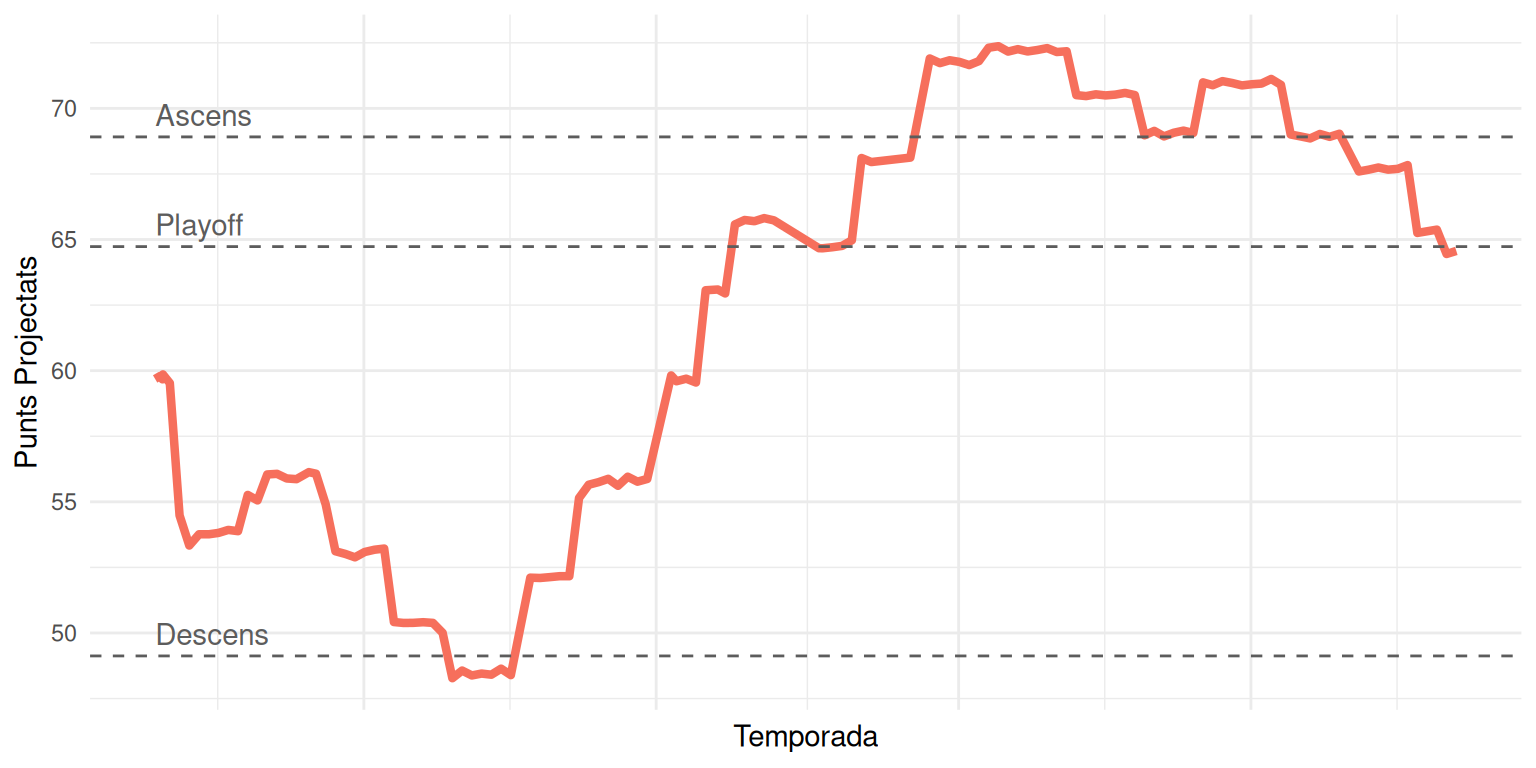 70
65
60
55
50
Ascens
Playoff
Descens
Punts Projectats
Temporada